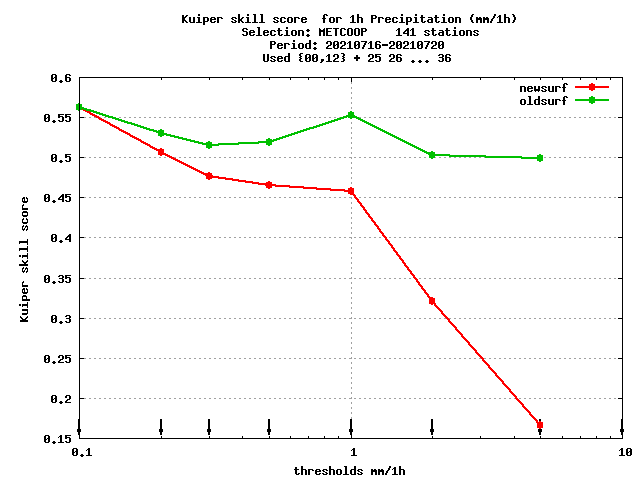 Kuiper skill score  for 1h Precipitation (mm/1h)
Selection: METCOOP    141 stations
Period: 20210716-20210720
Used {00,12} + 25 26 ... 36
newsurf
oldsurf
0.6
0.55
0.5
0.45
0.4
0.35
0.3
0.25
0.2
0.15
Kuiper skill score
0.1
1
10
thresholds mm/1h